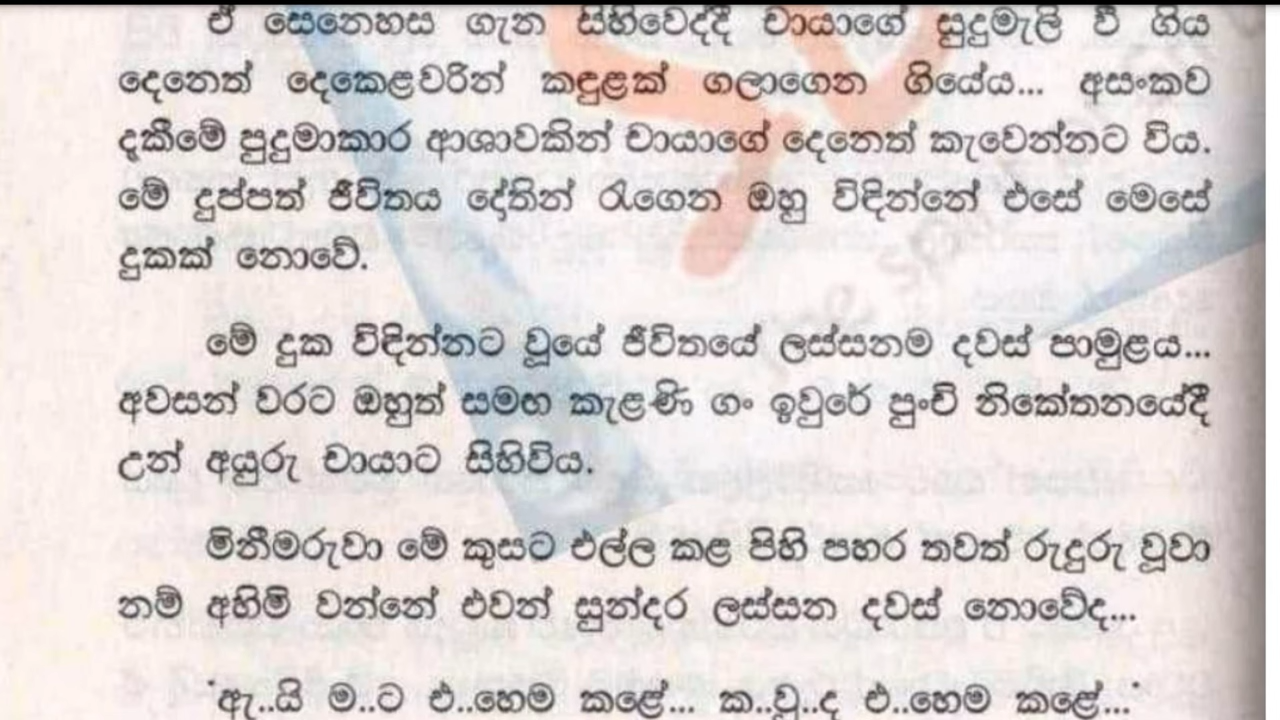 ඒ සෙනෙහස ගැන සිහිවෙද්දී චායාගේ සුදුමැලි වී ගිය
දෙනෙත් දෙකෙළවරින් කඳුළක් ගලාගෙන ගියේය... අසංකව
දැකීමේ පුදුමාකාර ආශාවකින් චායාගේ දෙනෙත් කැවෙන්නට විය.
මේ දුප්පත් ජීවිතය දෝතින් රැගෙන ඔහු විඳින්නේ එසේ මෙසේ
දුකක් නොවේ.
මේ දුක විඳින්නට වූයේ ජීවිතයේ ලස්සනම දවස් පාමුළය...
අවසන් වරට ඔහුත් සමඟ කැළණි ගං ඉවුරේ පුංචි නිකේතනයේදී
උන් අයුරු චායාට සිහිවිය.
මිනීමරුවා මේ කුසට එල්ල කළ පිහි පහර තවත් රුදුරු වූවා
නම් අහිමි වන්නේ එවන් සුන්දර ලස්සන දවස් නොවේද...
ඇ..යි ම..ට එ..හෙම කළේ... ක..වු..ද එ..හෙම කළේ...'